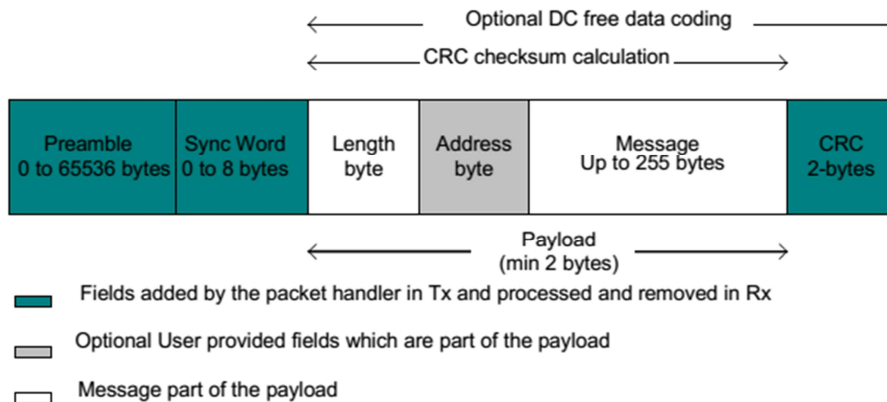 Optional DC free data coding
CRC checksum calculation
Preamble
0 to 65536 bytes
Sync Word
0 to 8 bytes
Length
byte
Address
byte
Message
Up to 255 bytes
CRC
2-bytes
Payload
(min 2 bytes)
Fields added by the packet handler in Tx and processed and removed in Rx
Optional User provided fields which are part of the payload
Message part of the payload